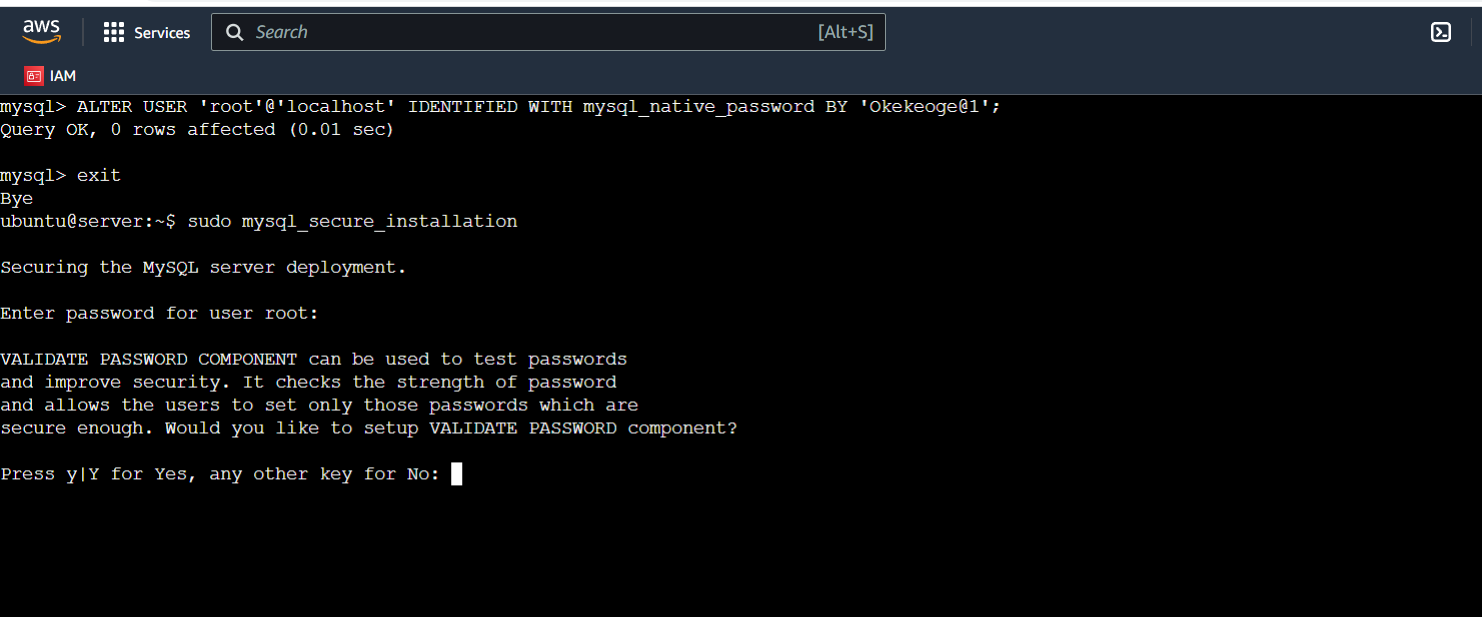 aws
Services
Search
[Alt+S]
IAM
mysql> ALTER USER 'root'@'localhost' IDENTIFIED WITH mysql_native_password BY 'Okekeoge@1';
Query OK, 0 rows affected (0.01 sec)
mysql> exit
Bye
ubuntu@server:~$ sudo mysql_secure_installation
Securing the MySQL server deployment.
Enter password for user root:
VALIDATE PASSWORD COMPONENT can be used to test passwords
and improve security. It checks the strength of password
and allows the users to set only those passwords which are
secure enough. Would you like to setup VALIDATE PASSWORD component?
Press y|Y for Yes, any other key for No: